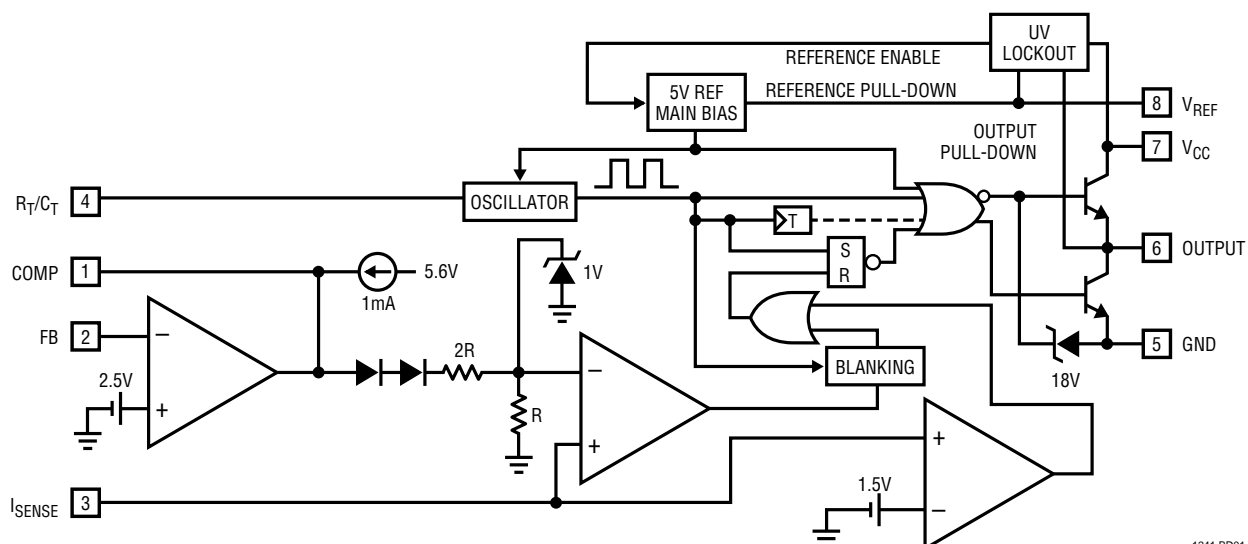 UV
LOCKOUT
REFERENCE ENABLE
5V REF
MAIN BIAS
REFERENCE PULL-DOWN
8 VREF
OUTPUT
PULL-DOWN
7 VCC
RT/CT 4
OSCILLATOR
T
S
R
6 OUTPUT
COMP 1
5.6V
1mA
1V
FB 2
–
2R
–
BLANKING
18V
5 GND
2.5V
+
R
+
+
ISENSE 3
1.5V
–